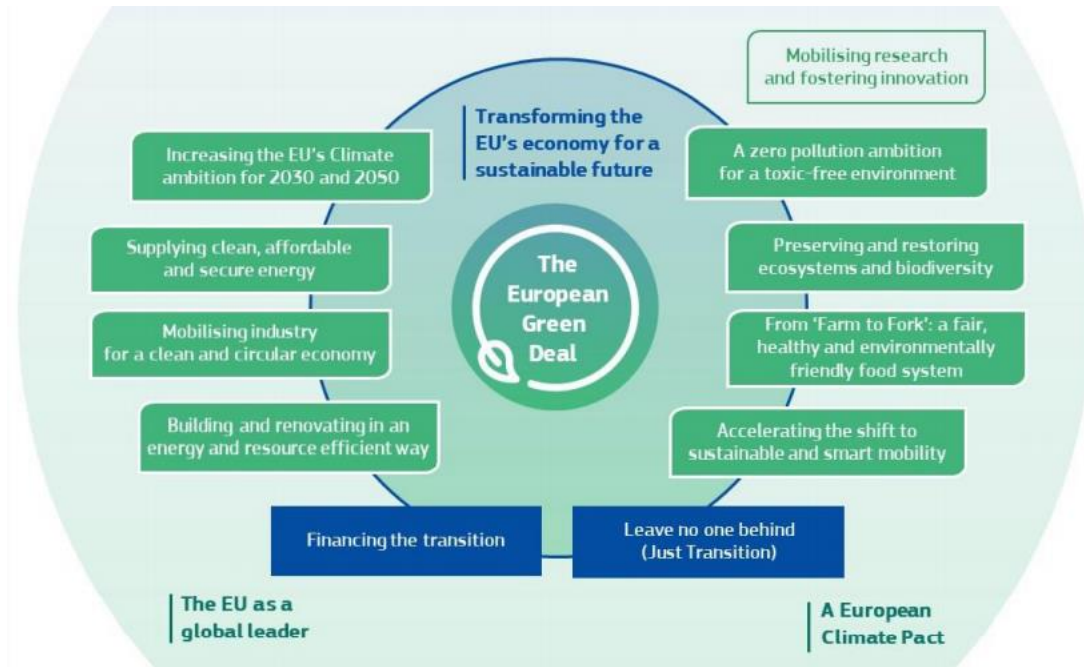 Mobilising research
and fostering innovation
Transforming the
EU's economy for a
sustainable future
Increasing the EU's Climate
ambition for 2030 and 2050
A zero pollution ambition
for a toxic-free environment
Supplying clean, affordable
and secure energy
Preserving and restoring
ecosystems and biodiversity
The
European
Green
Deal
Mobilising industry
for a clean and circular economy
From ‘Farm to Fork’: a fair,
healthy and environmentally
friendly food system
Building and renovating in an
energy and resource efficient way
Accelerating the shift to
sustainable and smart mobility
Financing the transition
Leave no one behind
(Just Transition)
The EU as a
global leader
A European
Climate Pact